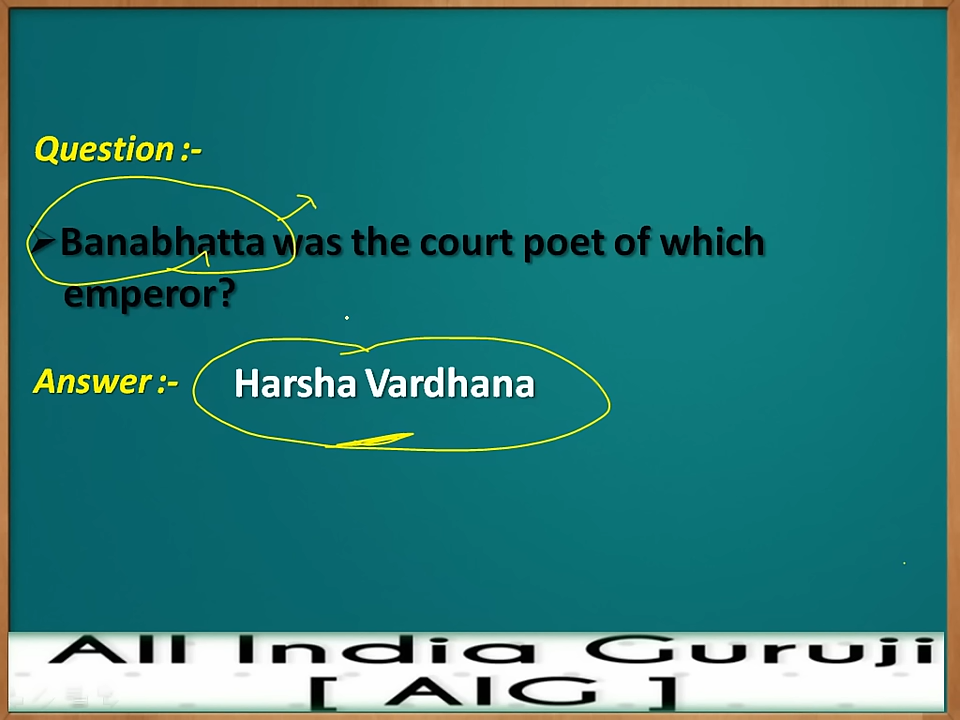 Question :-
➢Banabhatta was the court poet of which
emperor?
Answer :- Harsha Vardhana
All India Guruji
[ AIG ]